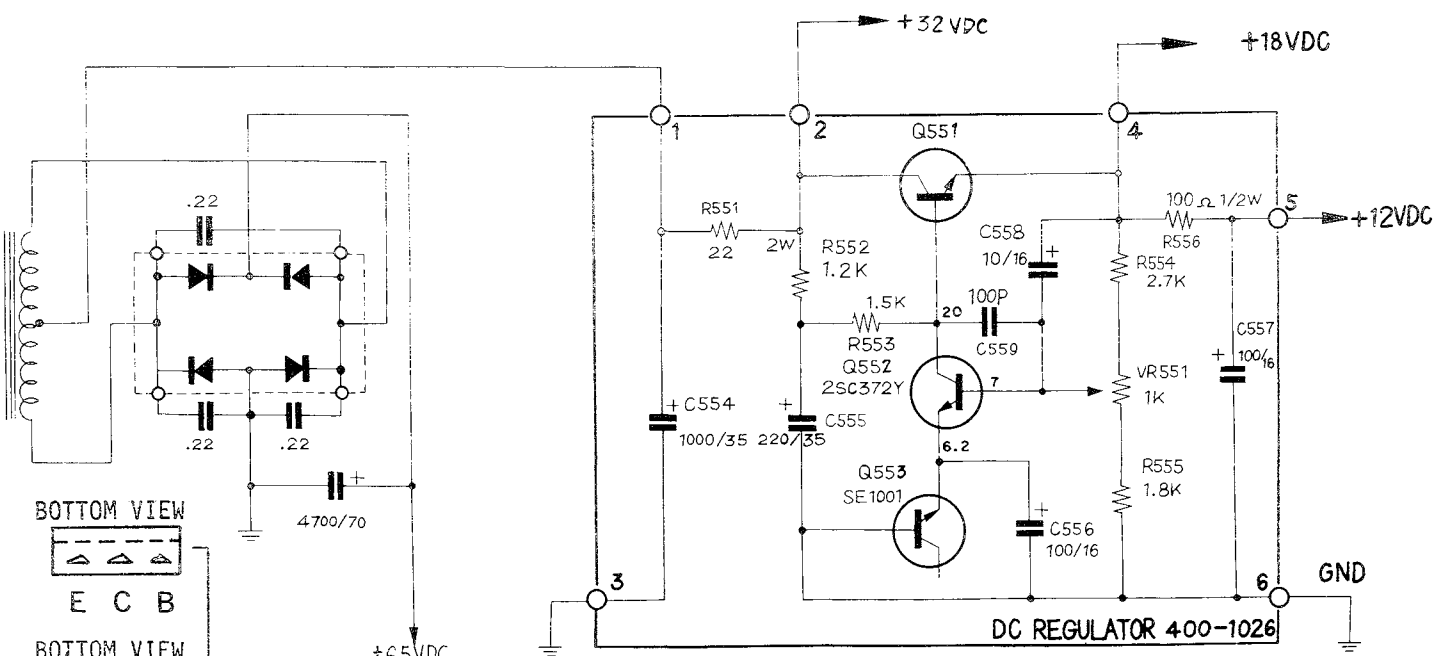 +32VDC
+18VDC
1
2
Q551
4
.22
R551
22
2W
R552
1.2K
C558
10/16
+
100Ω 1/2W
R556
5
+12VDC
R554
2.7K
1.5K
R553
20
100P
C559
Q552
2SC372Y
7
VR551
1K
C557
+
100/16
.22
.22
+
C554
1000/35
+
220/35
C555
6.2
Q553
SE1001
R555
1.8K
+
C556
100/16
+
4700/70
BOTTOM VIEW
E C B
BOTTOM VIEW
+65VDC
3
6
GND
DC REGULATOR 400-1026